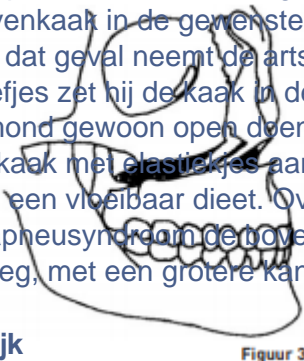 venkaak in de gewenste
dat geval neemt de arts
efjes zet hij de kaak in de
mond gewoon open doen
kaak met elastiekjes aan
een vloeibaar dieet. Ov
apneusyndroom de bove
eg, met een grotere kan
jk
Figuur 3